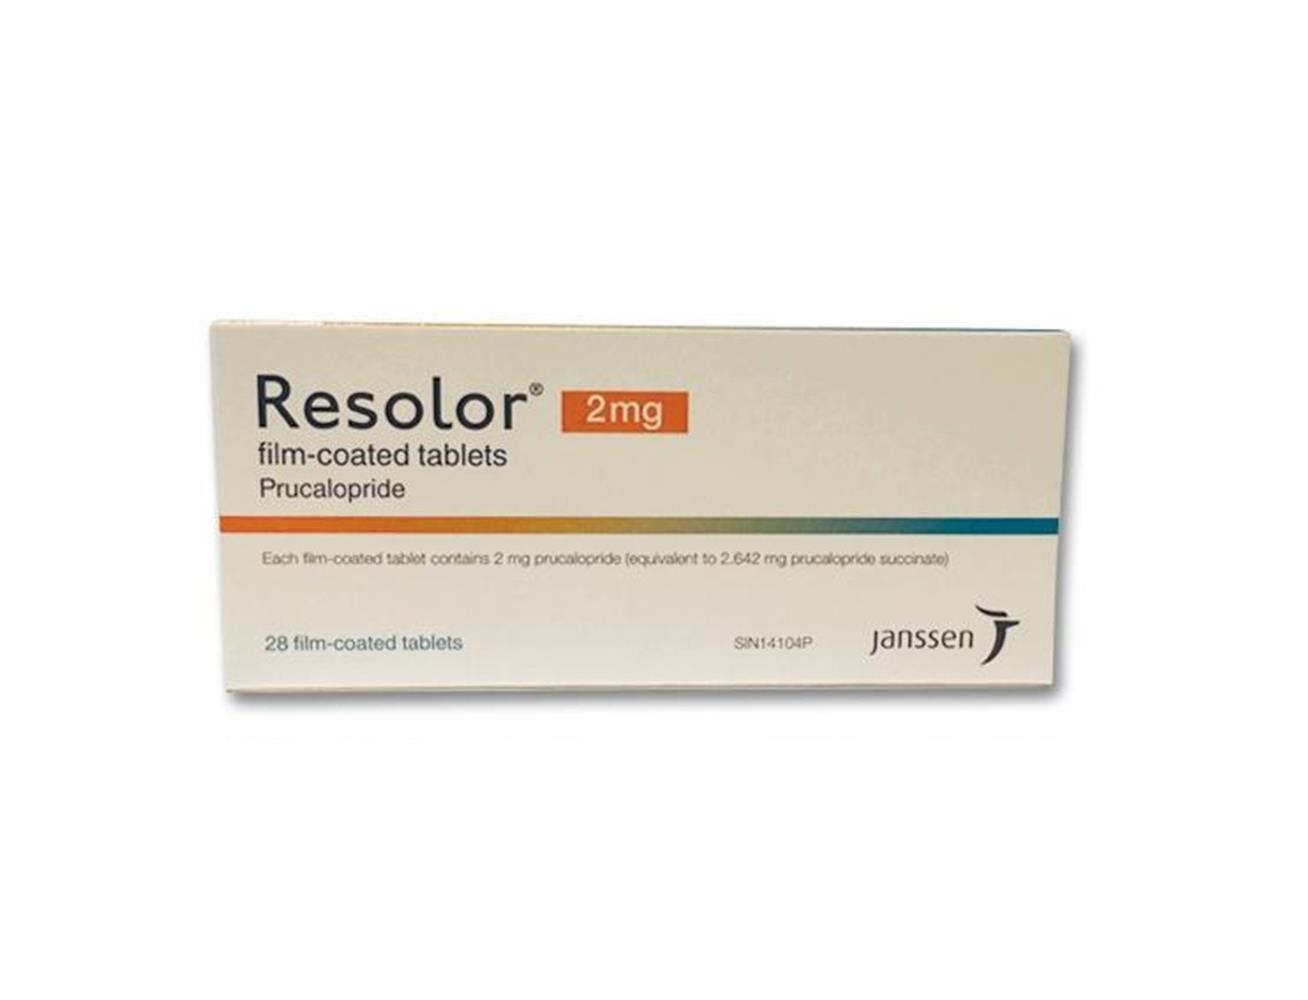 Resolor® 2mg
film-coated tablets
Prucalopride
Each film-coated tablet contains 2 mg prucalopride (equivalent to 2.642 mg prucalopride succinate)
28 film-coated tablets SIN14104P janssen